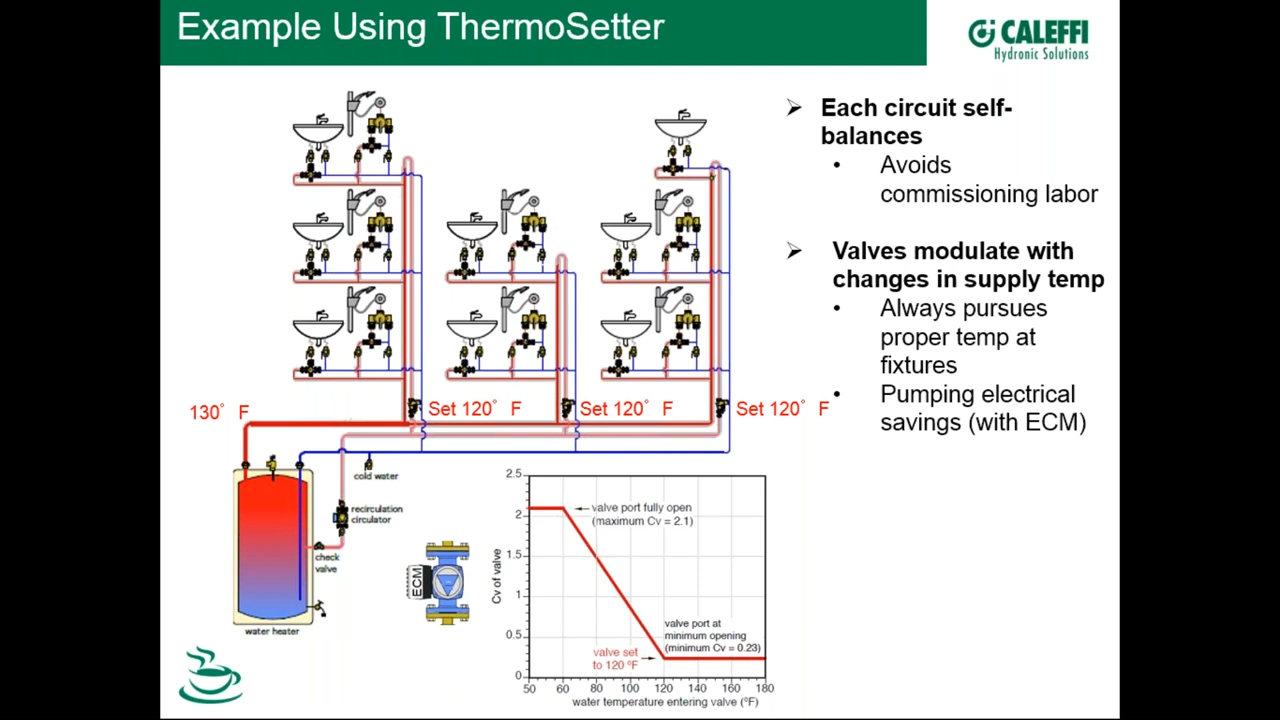 Example Using ThermoSetter
CALEFFI
Hydronic Solutions
➢ Each circuit self-
balances
• Avoids
commissioning labor
➢ Valves modulate with
changes in supply temp
• Always pursues
proper temp at
fixtures
• Pumping electrical
savings (with ECM)
130° F
Set 120° F
Set 120° F
Set 120° F
cold water
recirculation
circulator
check
valve
water heater
ECM
2.5
2
1.5
1
0.5
0
Cv of valve
valve port fully open
(maximum Cv = 2.1)
valve port at
minimum opening
(minimum Cv = 0.23)
valve set
to 120 ºF
50 60 80 100 120 140 160 180
water temperature entering valve (ºF)